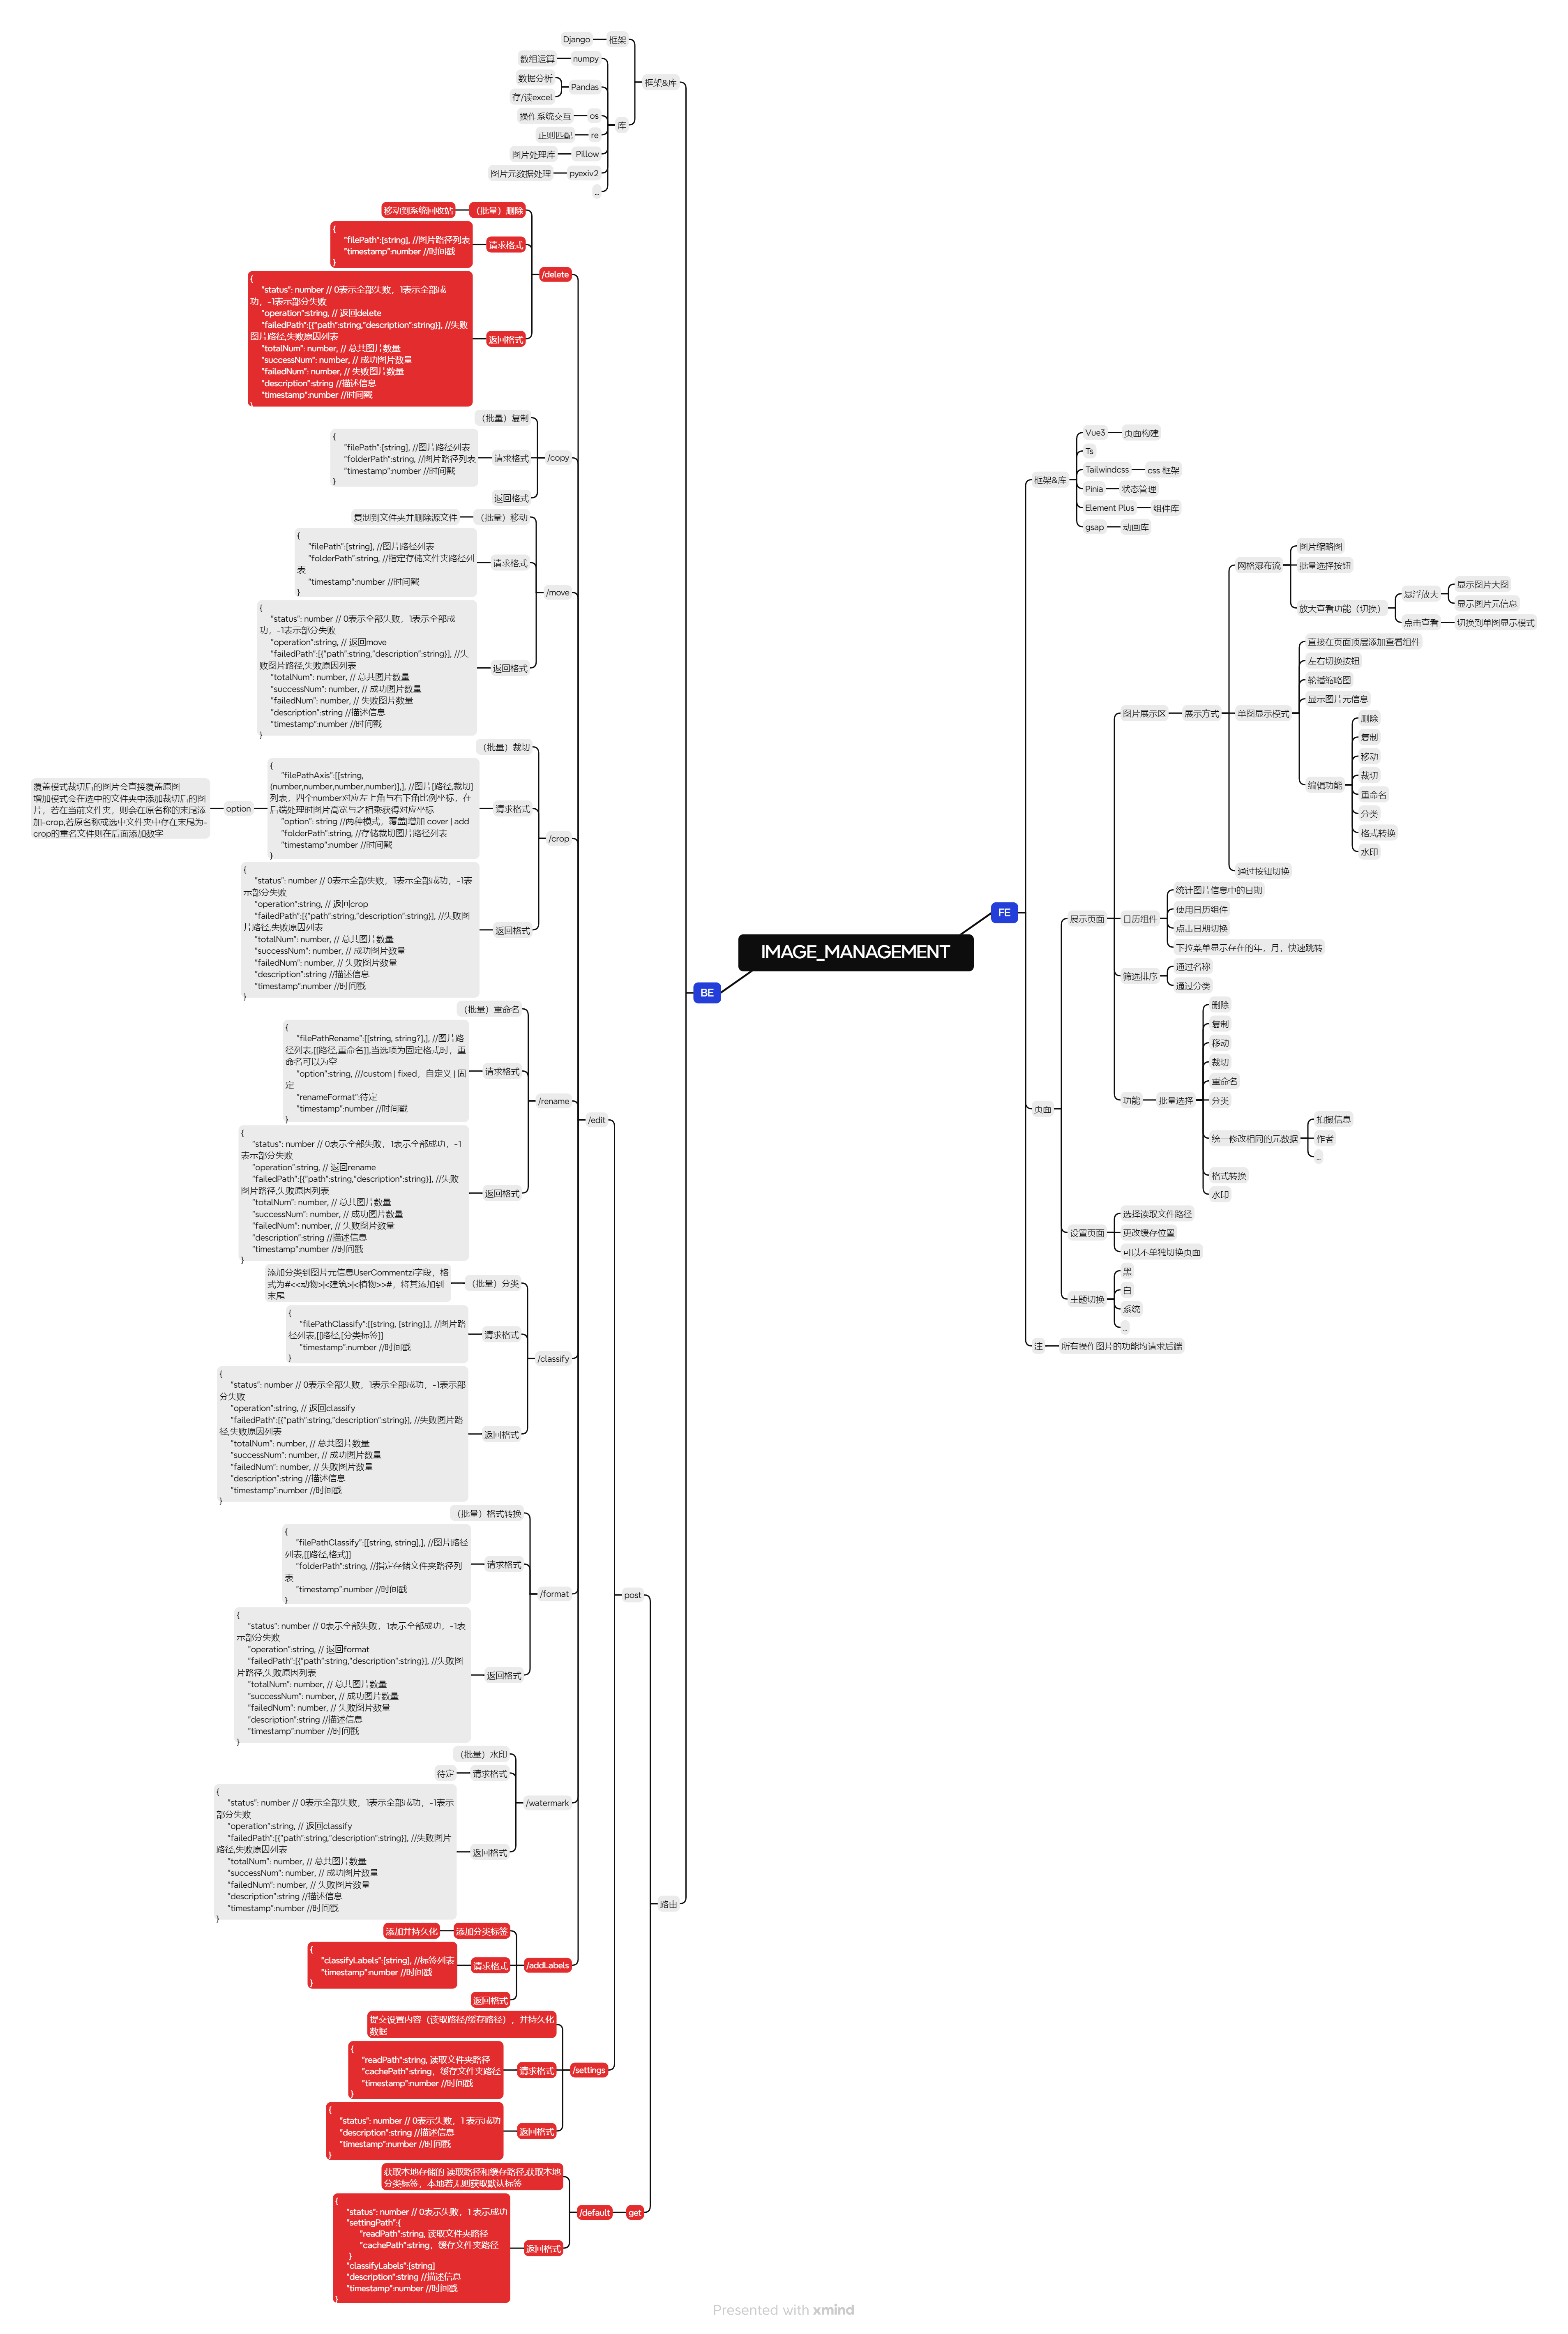 IMAGE_MANAGEMENT
FE
框架&库
Vue3
页面构建
Ts
Tailwindcss
css 框架
Pinia
状态管理
Element Plus
组件库
gsap
动画库
页面
展示页面
图片展示区
展示方式
网格瀑布流
图片缩略图
批量选择按钮
放大查看功能（切换）
悬浮放大
显示图片大图
显示图片元信息
点击查看
切换到单图显示模式
单图显示模式
直接在页面顶层添加查看组件
左右切换按钮
轮播缩略图
显示图片元信息
编辑功能
删除
复制
移动
裁切
重命名
分类
格式转换
水印
通过按钮切换
日历组件
统计图片信息中的日期
使用日历组件
点击日期切换
下拉菜单显示存在的年，月，快速跳转
筛选排序
通过名称
通过分类
功能
批量选择
删除
复制
移动
裁切
重命名
分类
统一修改相同的元数据
拍摄信息
作者
...
格式转换
水印
设置页面
选择读取文件路径
更改缓存位置
可以不单独切换页面
主题切换
黑
白
系统
...
注
所有操作图片的功能均请求后端
BE
框架&库
框架
Django
库
numpy
数组运算
Pandas
数据分析
存/读excel
os
操作系统交互
re
正则匹配
Pillow
图片处理库
pyexiv2
图片元数据处理
...
路由
post
/edit
/delete
（批量）删除
移动到系统回收站
请求格式
{
"filePath":[string], //图片路径列表
"timestamp":number //时间戳
}
返回格式
{
"status": number // 0表示全部失败，1表示全部成
功，-1表示部分失败
"operation":string, // 返回delete
"failedPath":[{"path":string,"description":string}], //失败
图片路径,失败原因列表
"totalNum": number, // 总共图片数量
"successNum": number, // 成功图片数量
"failedNum": number, // 失败图片数量
"description":string //描述信息
"timestamp":number //时间戳
}
/copy
（批量）复制
请求格式
{
"filePath":[string], //图片路径列表
"folderPath":string, //图片路径列表
"timestamp":number //时间戳
}
返回格式
/move
（批量）移动
复制到文件夹并删除源文件
请求格式
{
"filePath":[string], //图片路径列表
"folderPath":string, //指定存储文件夹路径列
表
"timestamp":number //时间戳
}
返回格式
{
"status": number // 0表示全部失败，1表示全部成
功，-1表示部分失败
"operation":string, // 返回move
"failedPath":[{"path":string,"description":string}], //失
败图片路径,失败原因列表
"totalNum": number, // 总共图片数量
"successNum": number, // 成功图片数量
"failedNum": number, // 失败图片数量
"description":string //描述信息
"timestamp":number //时间戳
}
/crop
（批量）裁切
请求格式
{
"filePathAxis":[[string,
(number,number,number,number)],], //图片[路径,裁切]
列表，四个number对应左上角与右下角比例坐标，在
后端处理时图片高宽与之相乘获得对应坐标
"option": string //两种模式，覆盖|增加 cover | add
"folderPath":string, //存储裁切图片路径列表
"timestamp":number //时间戳
}
option
覆盖模式裁切后的图片会直接覆盖原图
增加模式会在选中的文件夹中添加裁切后的图
片，若在当前文件夹，则会在原名称的末尾添
加-crop,若原名称或选中文件夹中存在末尾为-
crop的重名文件则在后面添加数字
返回格式
{
"status": number // 0表示全部失败，1表示全部成功，-1表
示部分失败
"operation":string, // 返回crop
"failedPath":[{"path":string,"description":string}], //失败图
片路径,失败原因列表
"totalNum": number, // 总共图片数量
"successNum": number, // 成功图片数量
"failedNum": number, // 失败图片数量
"description":string //描述信息
"timestamp":number //时间戳
}
/rename
（批量）重命名
请求格式
{
"filePathRename":[[string, string?],], //图片路
径列表,[[路径,重命名]],当选项为固定格式时，重
命名可以为空
"option":string, ///custom | fixed，自定义 | 固
定
"renameFormat":待定
"timestamp":number //时间戳
}
返回格式
{
"status": number // 0表示全部失败，1表示全部成功，-1
表示部分失败
"operation":string, // 返回rename
"failedPath":[{"path":string,"description":string}], //失败
图片路径,失败原因列表
"totalNum": number, // 总共图片数量
"successNum": number, // 成功图片数量
"failedNum": number, // 失败图片数量
"description":string //描述信息
"timestamp":number //时间戳
}
/classify
（批量）分类
添加分类到图片元信息UserCommentzi字段，格
式为#<<动物>|<建筑>|<植物>>#，将其添加到
末尾
请求格式
{
"filePathClassify":[[string, [string],], //图片路
径列表,[[路径,[分类标签]]
"timestamp":number //时间戳
}
返回格式
{
"status": number // 0表示全部失败，1表示全部成功，-1表示部
分失败
"operation":string, // 返回classify
"failedPath":[{"path":string,"description":string}], //失败图片路
径,失败原因列表
"totalNum": number, // 总共图片数量
"successNum": number, // 成功图片数量
"failedNum": number, // 失败图片数量
"description":string //描述信息
"timestamp":number //时间戳
}
/format
（批量）格式转换
请求格式
{
"filePathClassify":[[string, string],], //图片路径
列表,[[路径,格式]]
"folderPath":string, //指定存储文件夹路径列
表
"timestamp":number //时间戳
}
返回格式
{
"status": number // 0表示全部失败，1表示全部成功，-1表
示部分失败
"operation":string, // 返回format
"failedPath":[{"path":string,"description":string}], //失败图
片路径,失败原因列表
"totalNum": number, // 总共图片数量
"successNum": number, // 成功图片数量
"failedNum": number, // 失败图片数量
"description":string //描述信息
"timestamp":number //时间戳
}
/watermark
（批量）水印
请求格式
待定
返回格式
{
"status": number // 0表示全部失败，1表示全部成功，-1表示
部分失败
"operation":string, // 返回classify
"failedPath":[{"path":string,"description":string}], //失败图片
路径,失败原因列表
"totalNum": number, // 总共图片数量
"successNum": number, // 成功图片数量
"failedNum": number, // 失败图片数量
"description":string //描述信息
"timestamp":number //时间戳
}
/addLabels
添加分类标签
添加并持久化
请求格式
{
"classifyLabels":[string], //标签列表
"timestamp":number //时间戳
}
返回格式
/settings
提交设置内容（读取路径/缓存路径），并持久化
数据
请求格式
{
"readPath":string, 读取文件夹路径
"cachePath":string，缓存文件夹路径
"timestamp":number //时间戳
}
返回格式
{
"status": number // 0表示失败，1 表示成功
"description":string //描述信息
"timestamp":number //时间戳
}
get
/default
获取本地存储的 读取路径和缓存路径,获取本地
分类标签，本地若无则获取默认标签
返回格式
{
"status": number // 0表示失败，1 表示成功
"settingPath":{
"readPath":string, 读取文件夹路径
"cachePath":string，缓存文件夹路径
}
"classifyLabels":[string]
"description":string //描述信息
"timestamp":number //时间戳
}
Presented with xmind